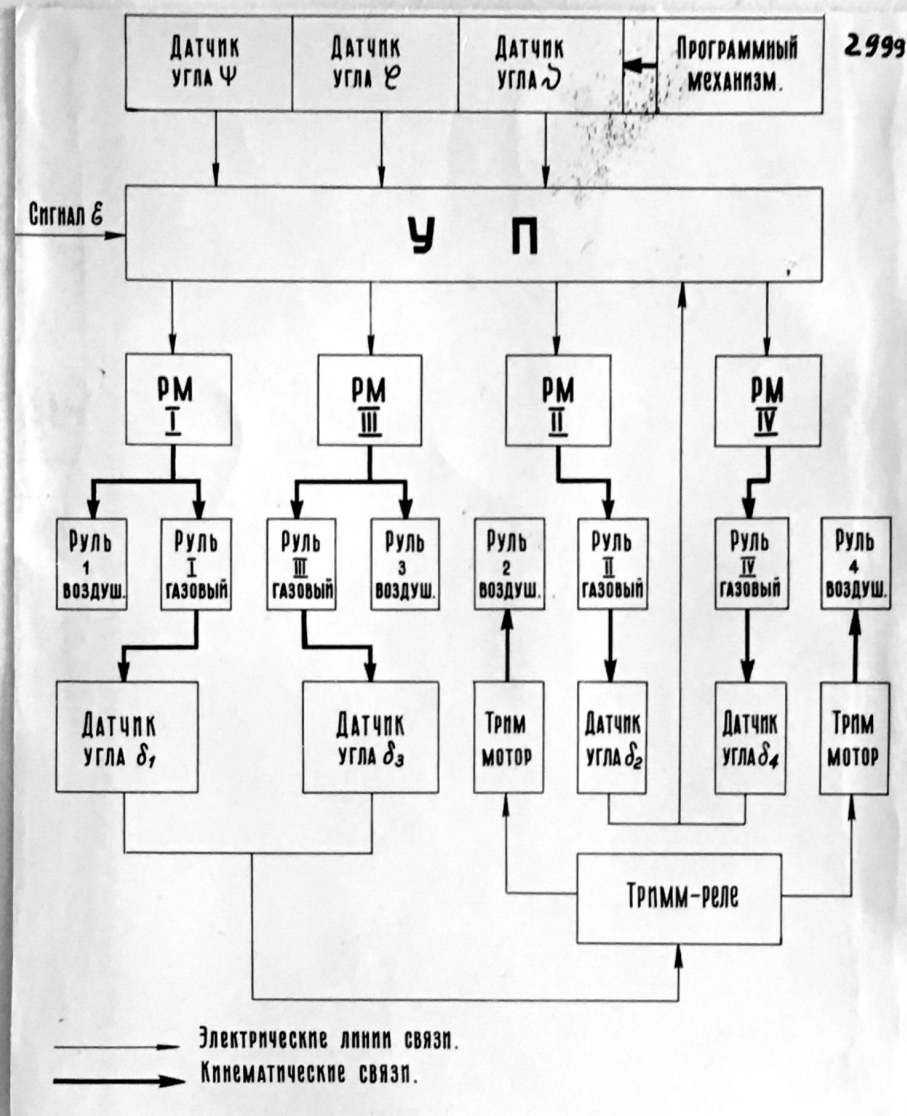 Датчик
угла Ψ
Датчик
угла φ
Датчик
угла ϑ
Программный
механизм.
2999
Сигнал ε
УП
РМ
I
РМ
III
РМ
II
РМ
IV
Руль
1
воздуш.
Руль
I
газовый
Руль
III
газовый
Руль
3
воздуш.
Руль
2
воздуш.
Руль
II
газовый
Руль
IV
газовый
Руль
4
воздуш.
Датчик
угла δ1
Датчик
угла δ3
Трим
мотор
Датчик
угла δ2
Датчик
угла δ4
Трим
мотор
Тримм-реле
Электрические линии связи.
Кинематические связи.